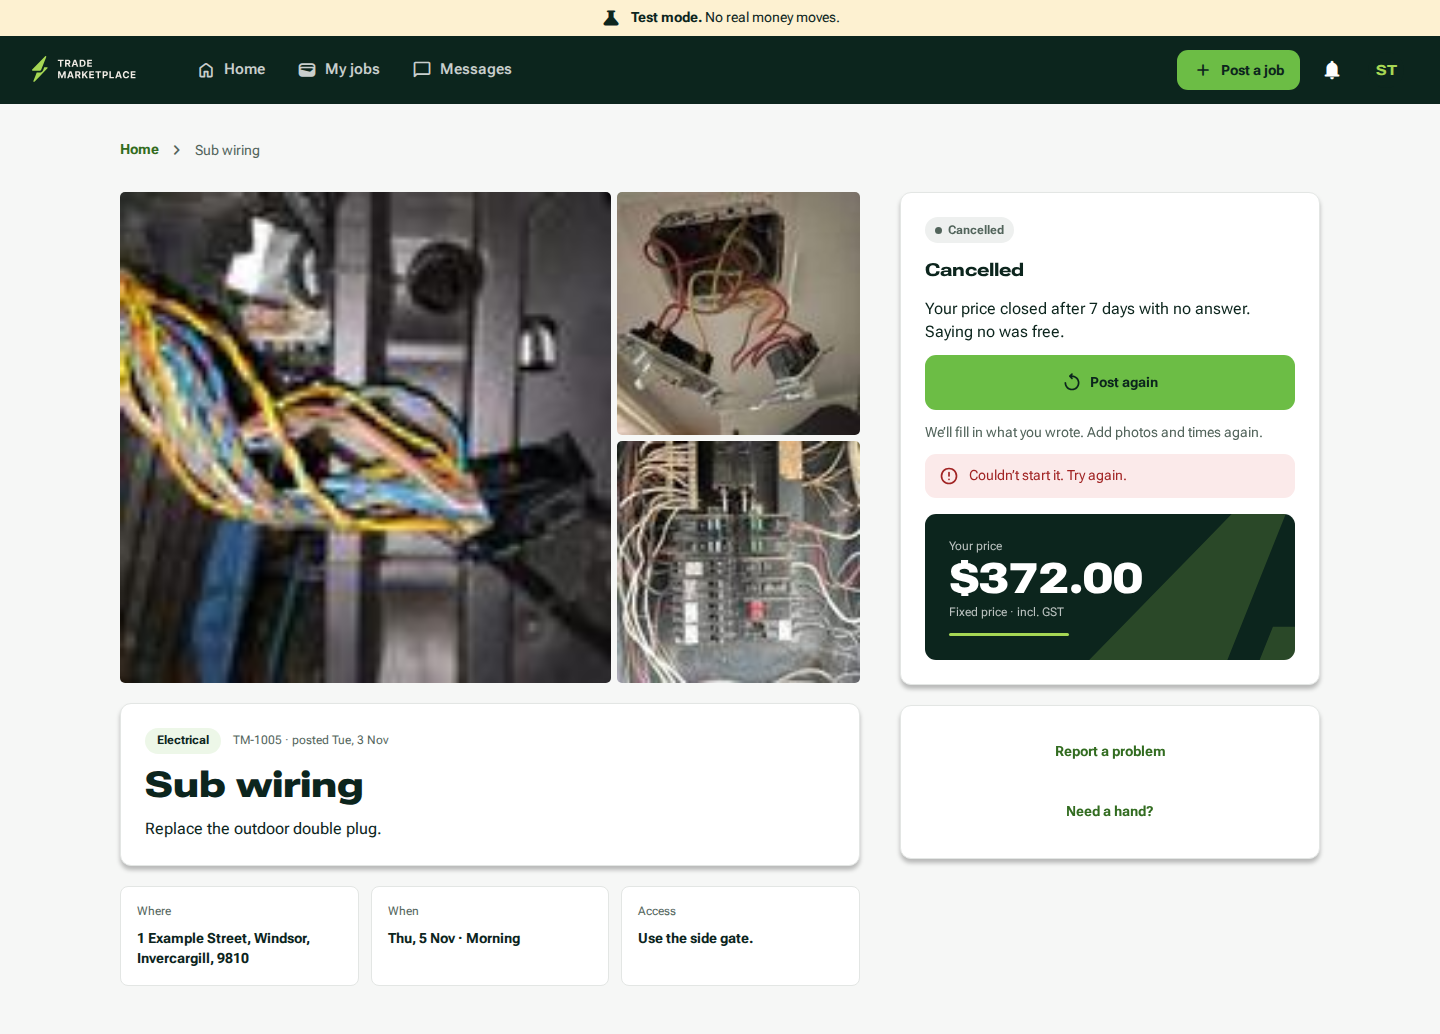 Test mode. No real money moves.
TRADE
MARKETPLACE
Home
My jobs
Messages
Post a job
ST
Home
Sub wiring
Cancelled
Cancelled
Your price closed after 7 days with no answer.
Saying no was free.
Post again
We'll fill in what you wrote. Add photos and times again.
Couldn't start it. Try again.
Your price
$372.00
Fixed price · incl. GST
Electrical
TM-1005 · posted Tue, 3 Nov
Sub wiring
Replace the outdoor double plug.
Report a problem
Need a hand?
Where
1 Example Street, Windsor,
Invercargill, 9810
When
Thu, 5 Nov · Morning
Access
Use the side gate.